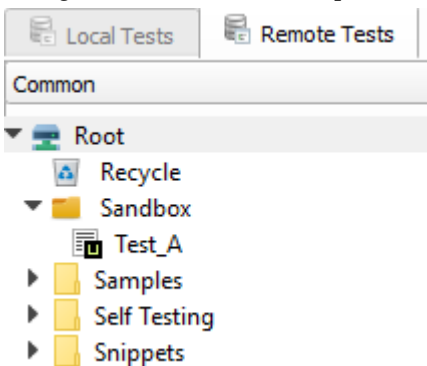 Local Tests Remote Tests
Common
Root
Recycle
Sandbox
Test_A
Samples
Self Testing
Snippets